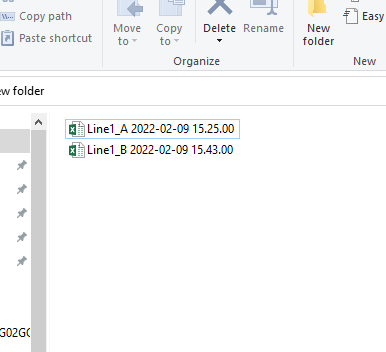 Copy path
Paste shortcut
Move to
Copy to
Delete
Rename
New folder
Easy
Organize
New
ew folder
Line1_A 2022-02-09 15.25.00
Line1_B 2022-02-09 15.43.00
G02G